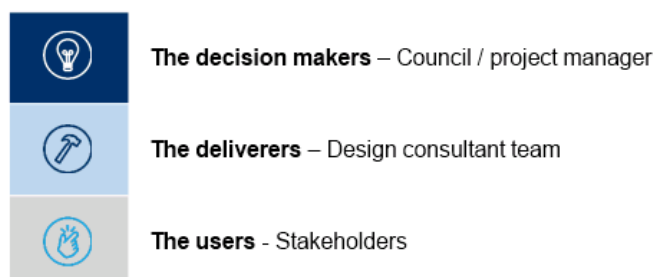 The decision makers – Council / project manager
The deliverers – Design consultant team
The users - Stakeholders